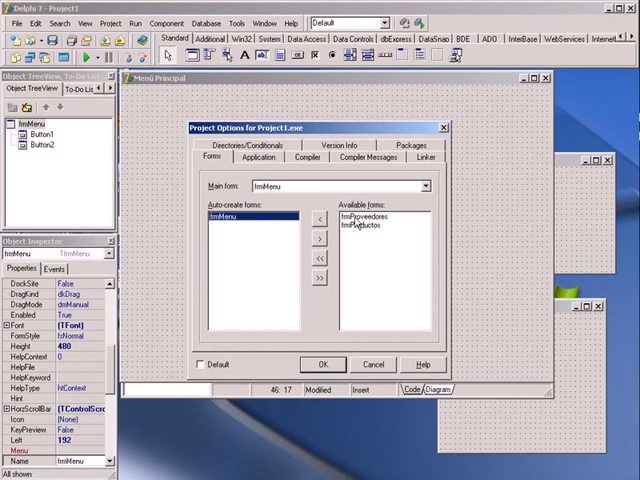 Delphi 7 - Project1
File Edit Search View Project Run Component Database Tools Window Help
Default
Standard Additional Win32 System Data Access Data Controls dbExpress DataSnap BDE ADO InterBase WebServices InternetE
Object TreeView, To-Do List
Object TreeView To-Do Lis
frmMenu
Button1
Button2
Menú Principal
Project Options for Project1.exe
Directories/Conditionals Version Info Packages
Forms Application Compiler Compiler Messages Linker
Main form: frmMenu
Auto-create forms: Available forms:
frmMenu
frmProveedores
frmProductos
< > << >>
Default
OK Cancel Help
Object Inspector
frmMenu TfrmMenu
Properties Events
DockSite False
DragKind dkDrag
DragMode dmManual
Enabled True
Font (TFont)
FormStyle fsNormal
Height 480
HelpContext 0
HelpFile
HelpKeyword
HelpType htContext
Hint
HorzScrollBar (TControlScro
Icon (None)
KeyPreview False
Left 192
Menu
Name frmMenu
All shown
46: 17 Modified Insert Code Diagram